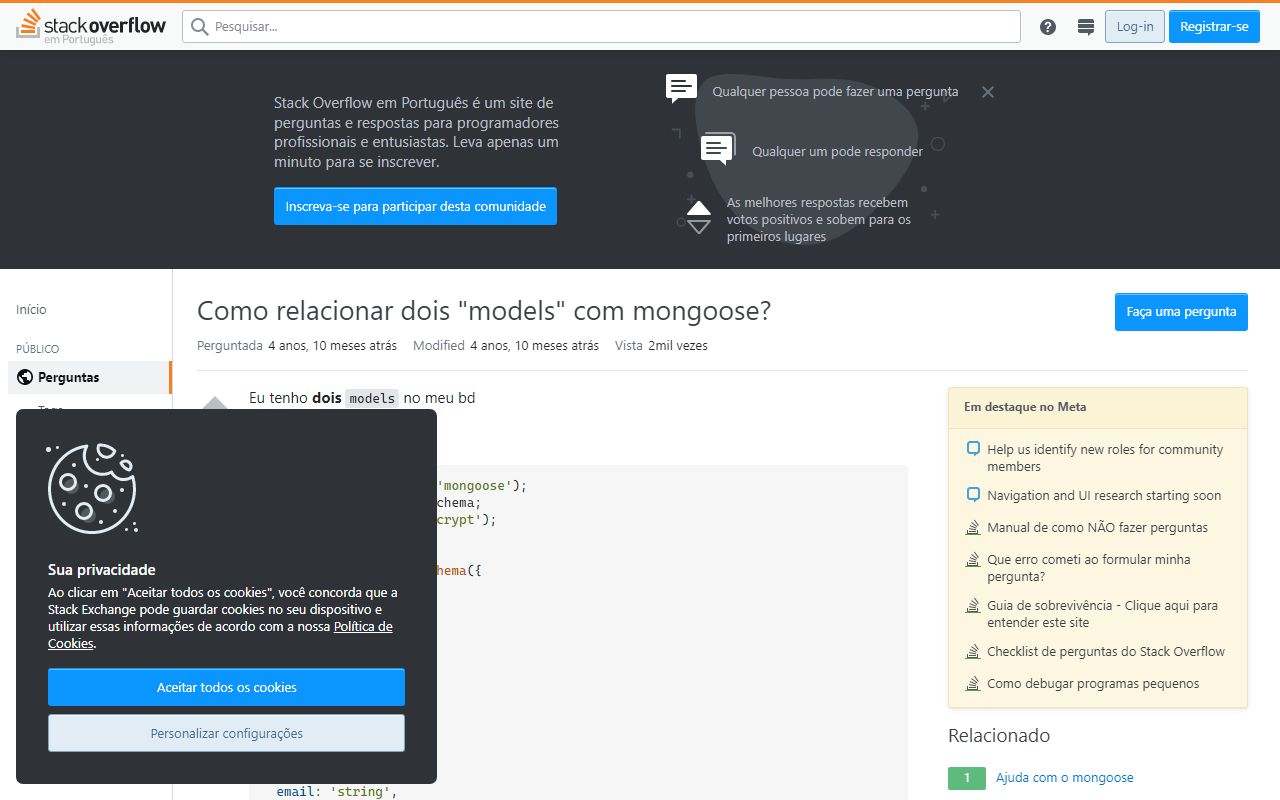 stackoverflow
em Português
Pesquisar...
Log-in
Registrar-se
Stack Overflow em Português é um site de
perguntas e respostas para programadores
profissionais e entusiastas. Leva apenas um
minuto para se inscrever.
Inscreva-se para participar desta comunidade
Qualquer pessoa pode fazer uma pergunta
Qualquer um pode responder
As melhores respostas recebem
votos positivos e sobem para os
primeiros lugares
Início
PÚBLICO
Perguntas
Como relacionar dois "models" com mongoose?
Faça uma pergunta
Perguntada 4 anos, 10 meses atrás Modified 4 anos, 10 meses atrás Vista 2mil vezes
Eu tenho dois models no meu bd
'mongoose');
chema;
crypt');
hema({
email: 'string',
Sua privacidade
Ao clicar em "Aceitar todos os cookies", você concorda que a
Stack Exchange pode guardar cookies no seu dispositivo e
utilizar essas informações de acordo com a nossa Política de
Cookies.
Aceitar todos os cookies
Personalizar configurações
Em destaque no Meta
Help us identify new roles for community
members
Navigation and UI research starting soon
Manual de como NÃO fazer perguntas
Que erro cometi ao formular minha
pergunta?
Guia de sobrevivência - Clique aqui para
entender este site
Checklist de perguntas do Stack Overflow
Como debugar programas pequenos
Relacionado
1 Ajuda com o mongoose